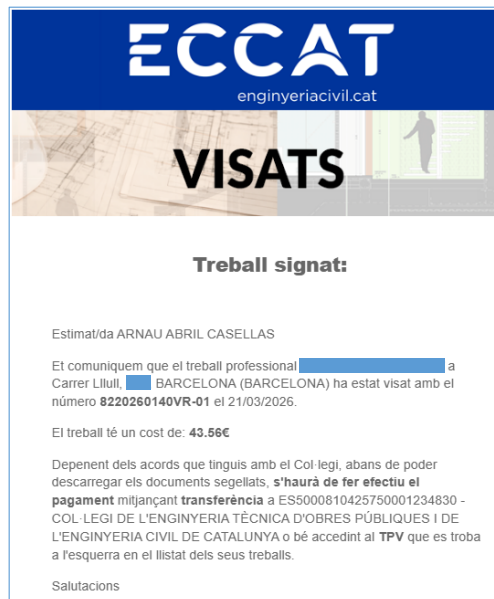 ECCAT
enginyeriacivil.cat
VISATS
Treball signat:
Estimat/da ARNAU ABRIL CASELLAS
Et comuniquem que el treball professional a
Carrer Lllull, BARCELONA (BARCELONA) ha estat visat amb el
número 8220260140VR-01 el 21/03/2026.
El treball té un cost de: 43.56€
Depenent dels acords que tinguis amb el Col·legi, abans de poder
descarregar els documents segellats, s'haurà de fer efectiu el
pagament mitjançant transferència a ES5000810425750001234830 -
COL·LEGI DE L'ENGINYERIA TÈCNICA D'OBRES PÚBLIQUES I DE
L'ENGINYERIA CIVIL DE CATALUNYA o bé accedint al TPV que es troba
a l'esquerra en el llistat dels seus treballs.
Salutacions